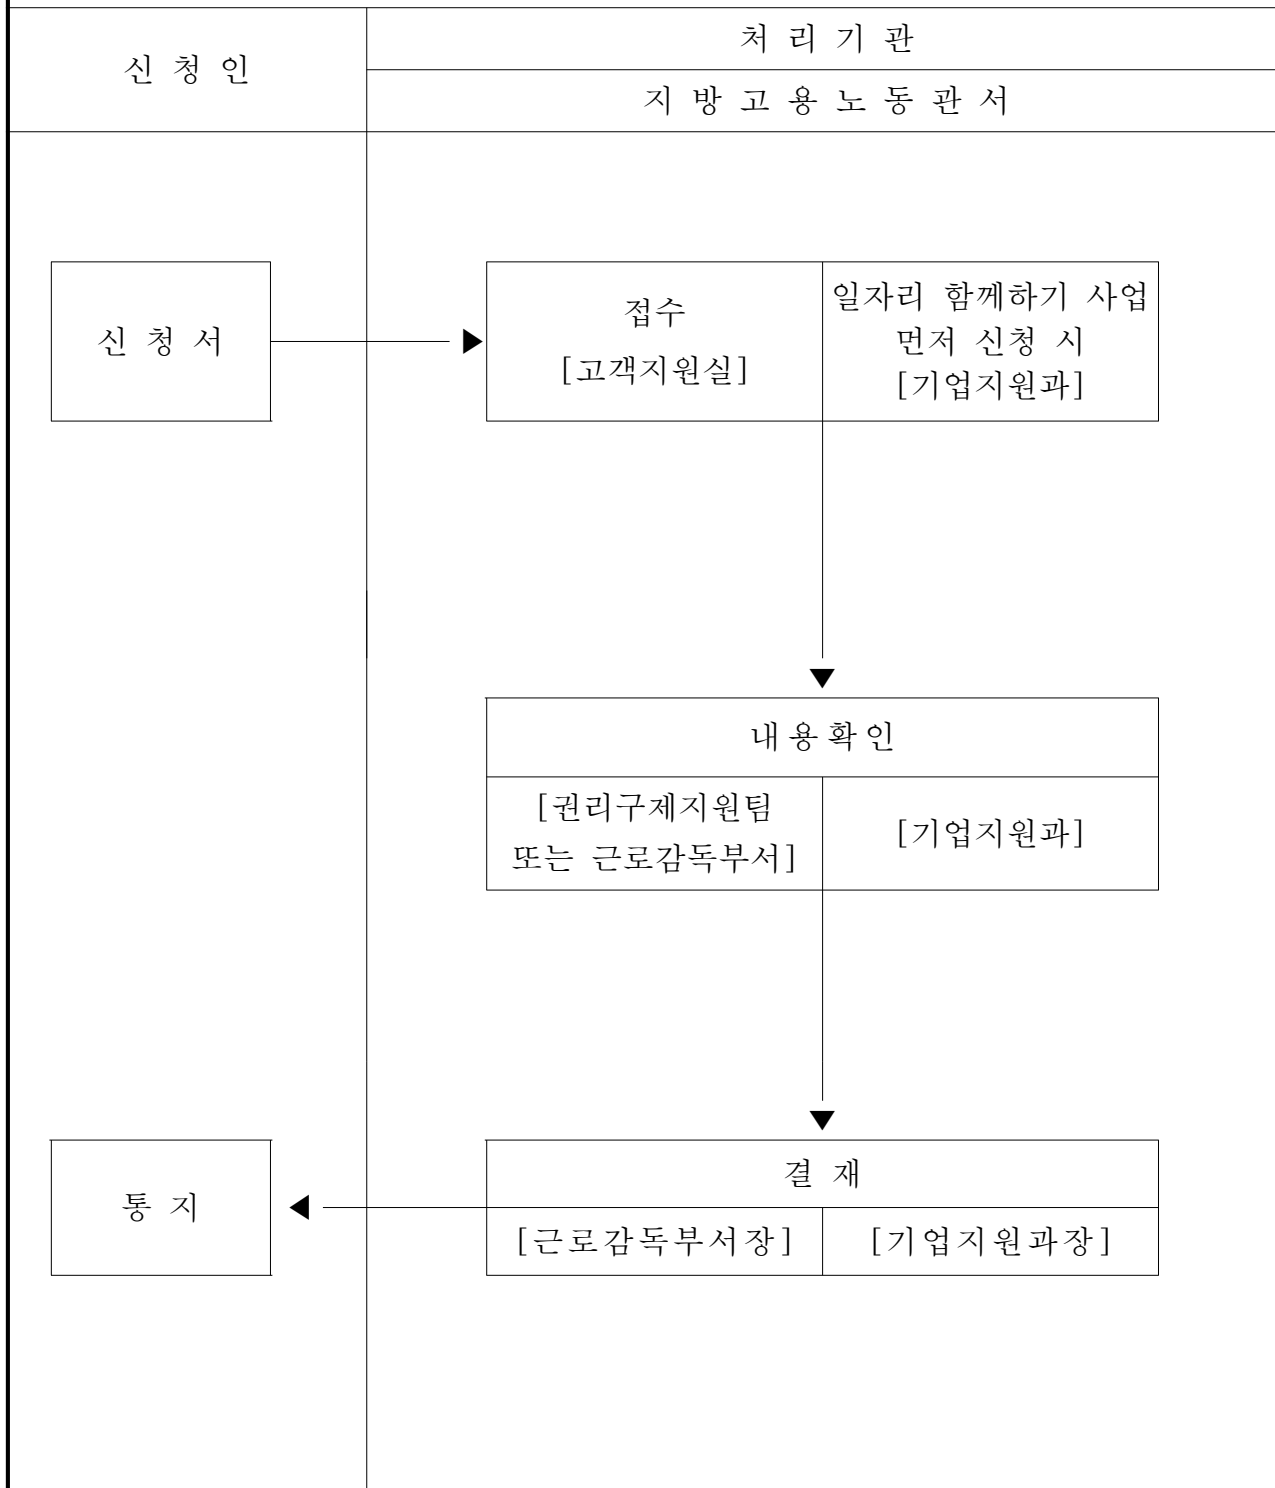 신 청 인
처 리 기 관
지 방 고 용 노 동 관 서
신 청 서
접수
[고객지원실]
일자리 함께하기 사업
먼저 신청 시
[기업지원과]
내용확인
[권리구제지원팀
또는 근로감독부서]
[기업지원과]
통 지
결 재
[근로감독부서장]
[기업지원과장]